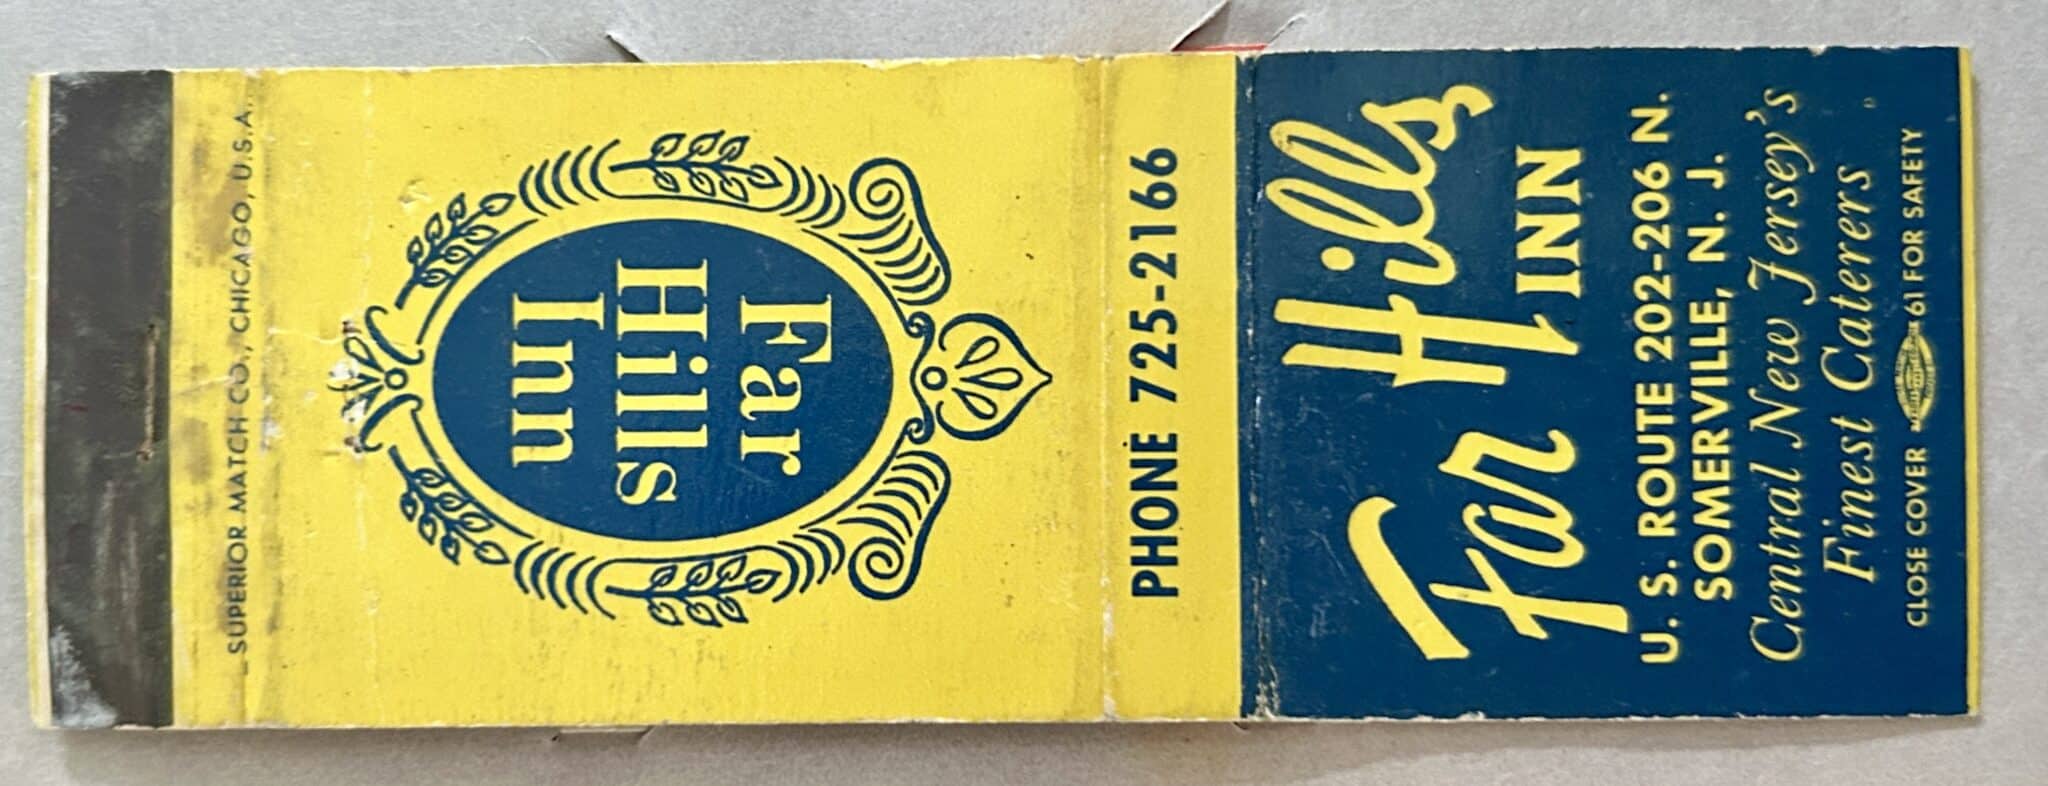 Far Hills
INN
U. S. ROUTE 202-206 N.
SOMERVILLE, N. J.
Central New Jersey's
Finest Caterers
CLOSE COVER 61 FOR SAFETY
PHONE 725-2166
Far
Hills
Inn
SUPERIOR MATCH CO., CHICAGO, U.S.A.